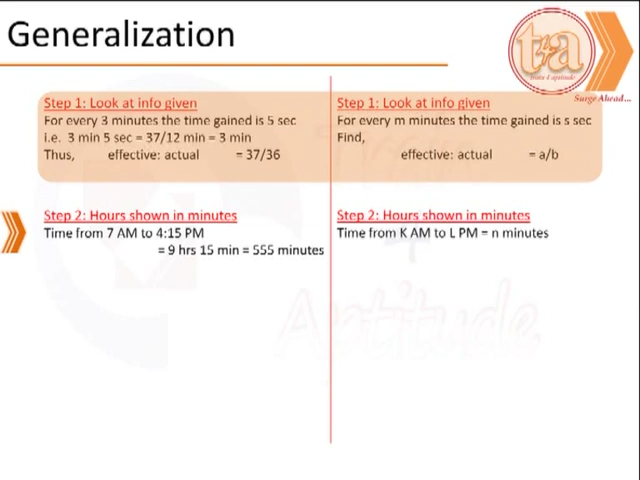 Generalization
t4a
Surge Ahead...
Step 1: Look at info given
For every 3 minutes the time gained is 5 sec
i.e. 3 min 5 sec = 37/12 min = 3 min
Thus, effective: actual = 37/36
Step 2: Hours shown in minutes
Time from 7 AM to 4:15 PM
= 9 hrs 15 min = 555 minutes
Step 1: Look at info given
For every m minutes the time gained is s sec
Find,
effective: actual = a/b
Step 2: Hours shown in minutes
Time from K AM to L PM = n minutes
4
Aptitude